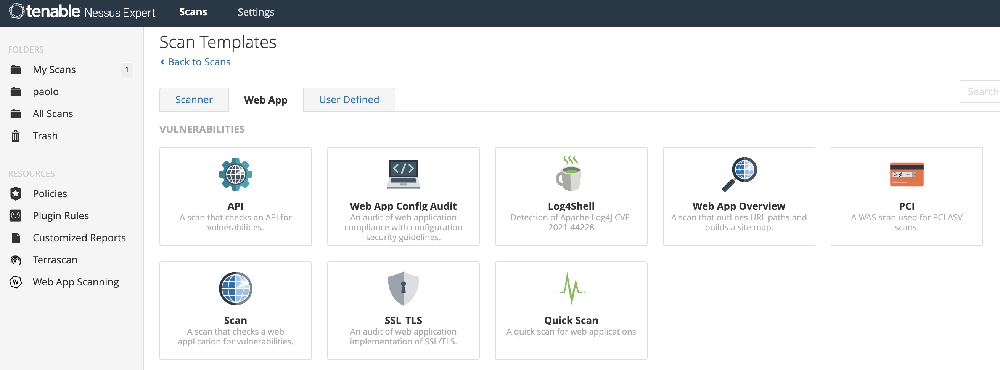 tenable Nessus Expert
Scans
Settings
FOLDERS
My Scans
1
paolo
All Scans
Trash
RESOURCES
Policies
Plugin Rules
Customized Reports
Terrascan
W
Web App Scanning
Scan Templates
Back to Scans
Scanner
Web App
User Defined
Search
VULNERABILITIES
</>
API
A scan that checks an API for
vulnerabilities.
Web App Config Audit
An audit of web application
compliance with configuration
security guidelines.
Log4Shell
Detection of Apache Log4J CVE-
2021-44228
Web App Overview
A scan that outlines URL paths and
builds a site map.
PCI
A WAS scan used for PCI ASV
scans.
Scan
A scan that checks a web
application for vulnerabilities.
SSL_TLS
An audit of web application
implementation of SSL/TLS.
Quick Scan
A quick scan for web applications